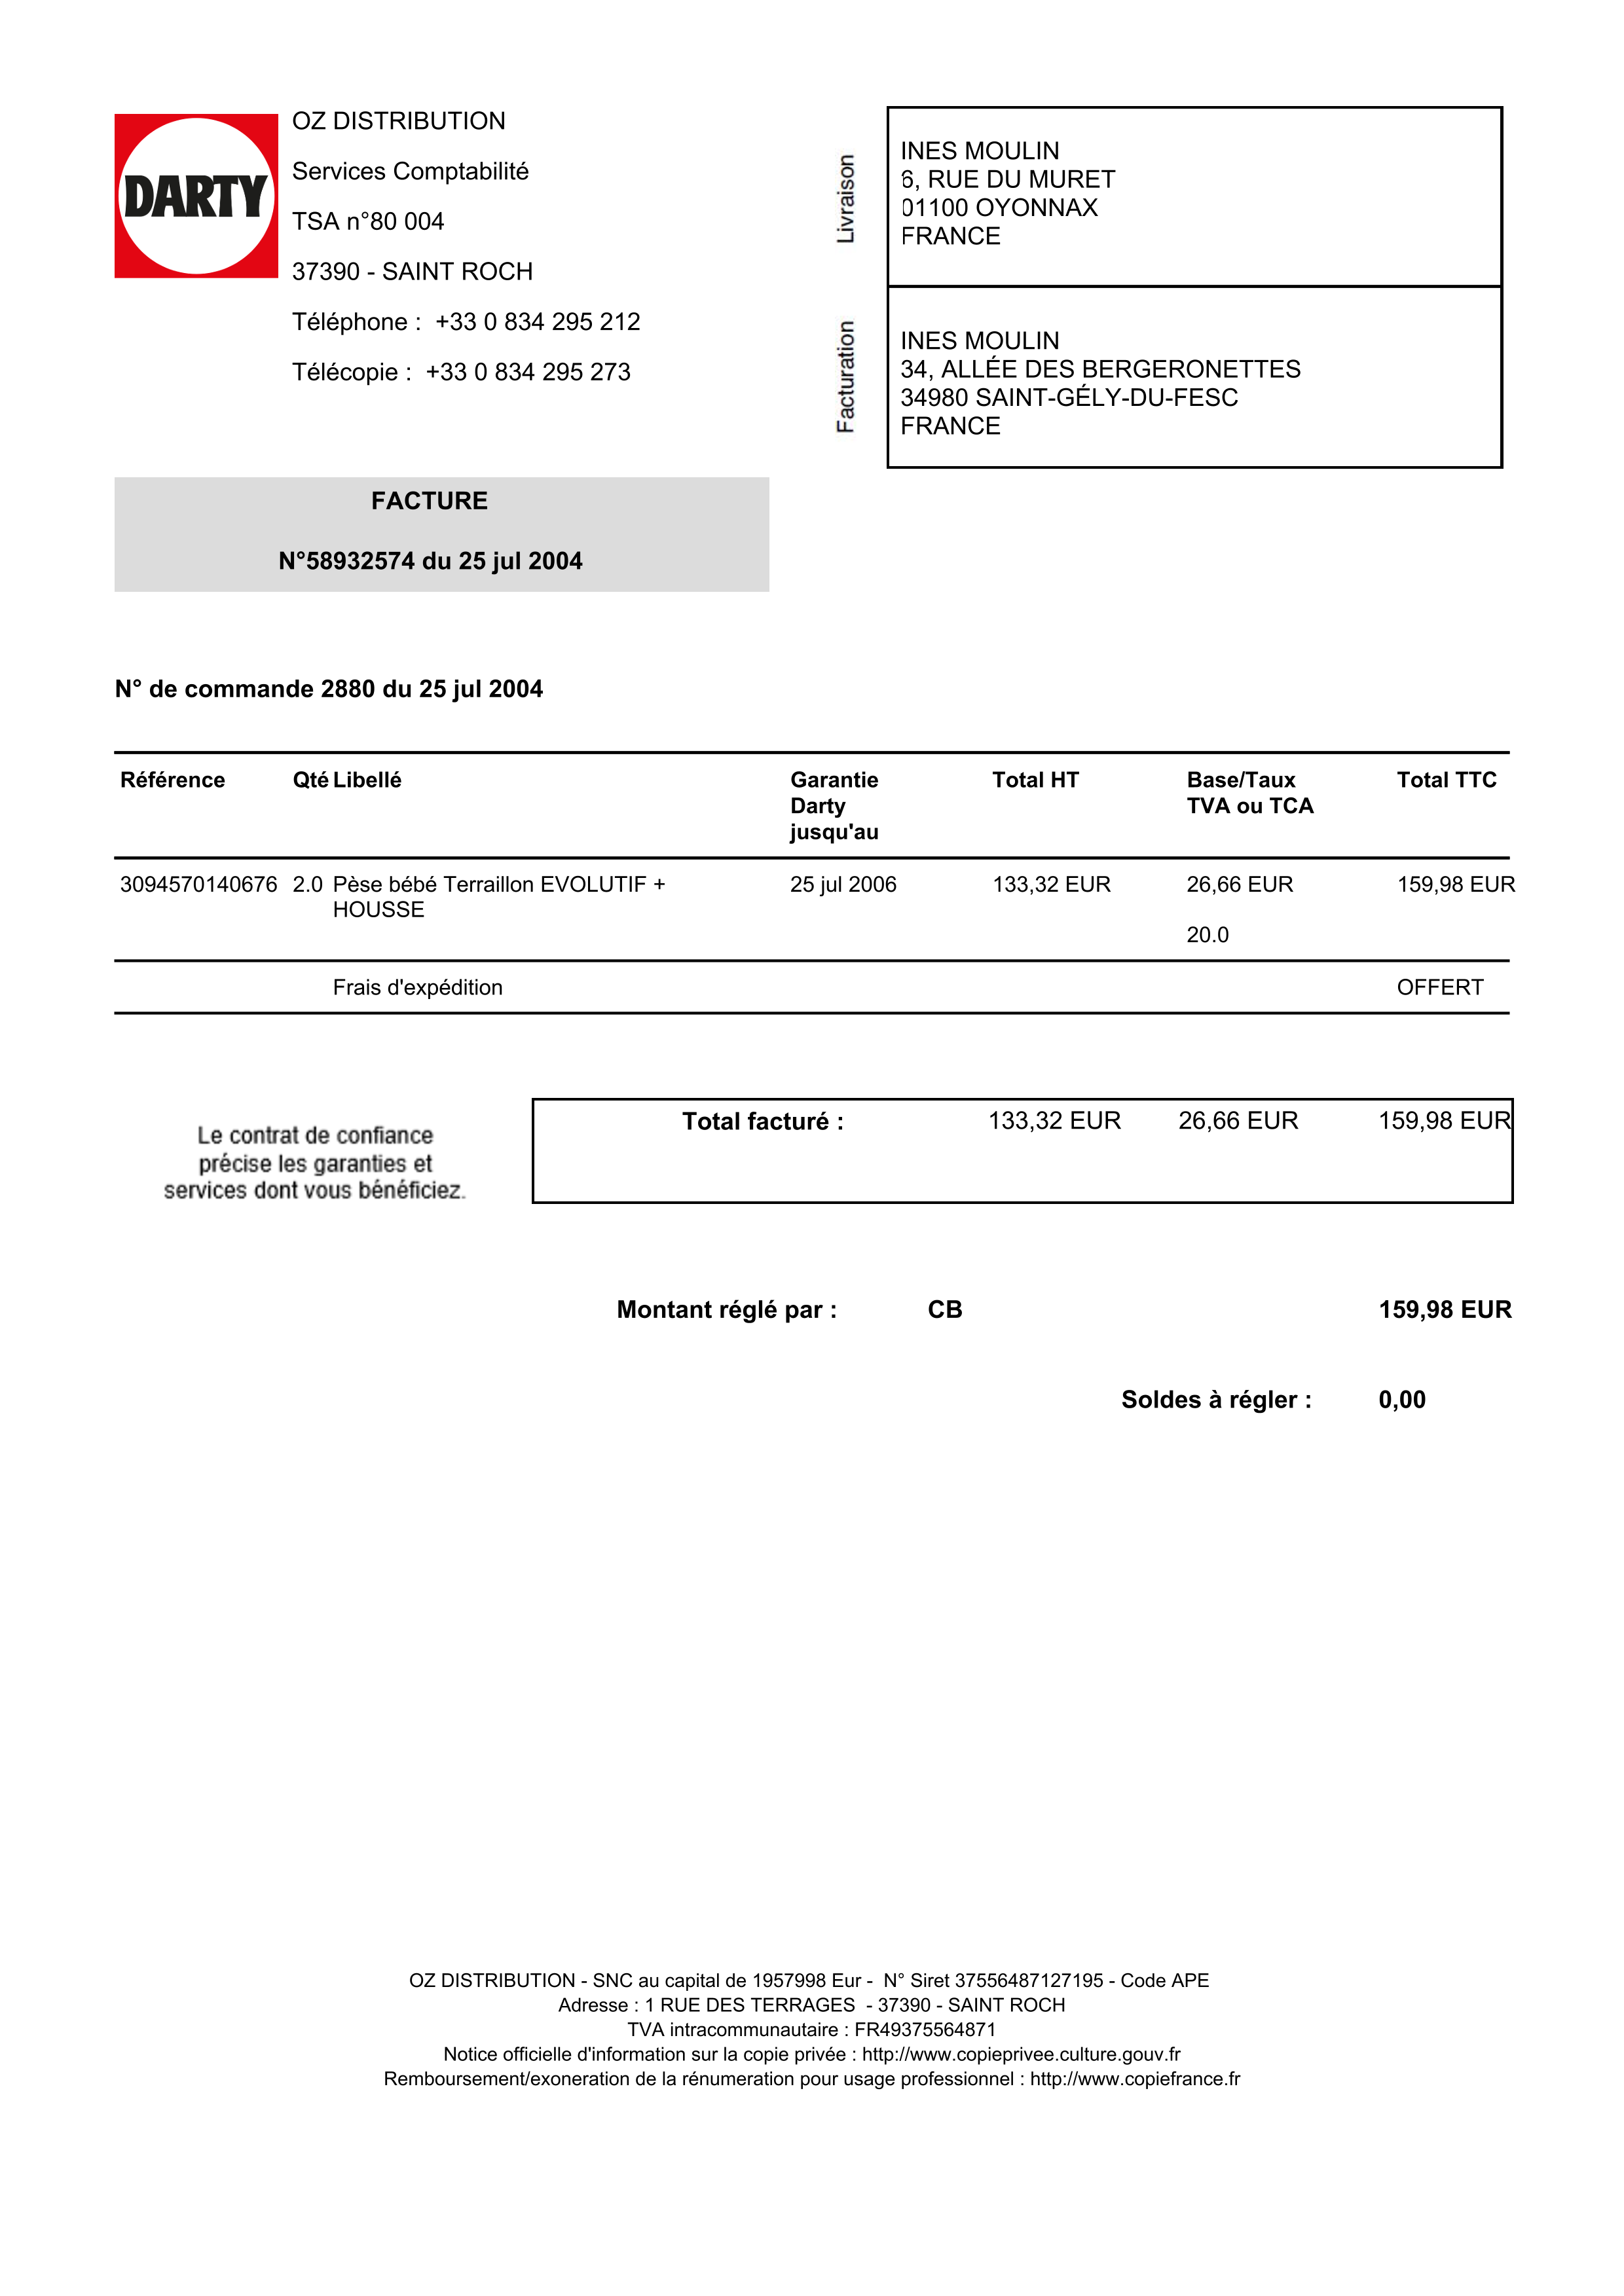 DARTY
OZ DISTRIBUTION
Services Comptabilité
TSA n°80 004
37390 - SAINT ROCH
Téléphone : +33 0 834 295 212
Télécopie : +33 0 834 295 273
Livraison
INES MOULIN
6, RUE DU MURET
01100 OYONNAX
FRANCE
Facturation
INES MOULIN
34, ALLÉE DES BERGERONETTES
34980 SAINT-GÉLY-DU-FESC
FRANCE
FACTURE
N°58932574 du 25 jul 2004
N° de commande 2880 du 25 jul 2004
Référence Qté Libellé Garantie Total HT Base/Taux Total TTC
Darty TVA ou TCA
jusqu'au
3094570140676 2.0 Pèse bébé Terraillon EVOLUTIF + 25 jul 2006 133,32 EUR 26,66 EUR 159,98 EUR
HOUSSE
20.0
Frais d'expédition OFFERT
Le contrat de confiance
précise les garanties et
services dont vous bénéficiez.
Total facturé : 133,32 EUR 26,66 EUR 159,98 EUR
Montant réglé par : CB 159,98 EUR
Soldes à régler : 0,00
OZ DISTRIBUTION - SNC au capital de 1957998 Eur - N° Siret 37556487127195 - Code APE
Adresse : 1 RUE DES TERRAGES - 37390 - SAINT ROCH
TVA intracommunautaire : FR49375564871
Notice officielle d'information sur la copie privée : http://www.copieprivee.culture.gouv.fr
Remboursement/exoneration de la rénumeration pour usage professionnel : http://www.copiefrance.fr